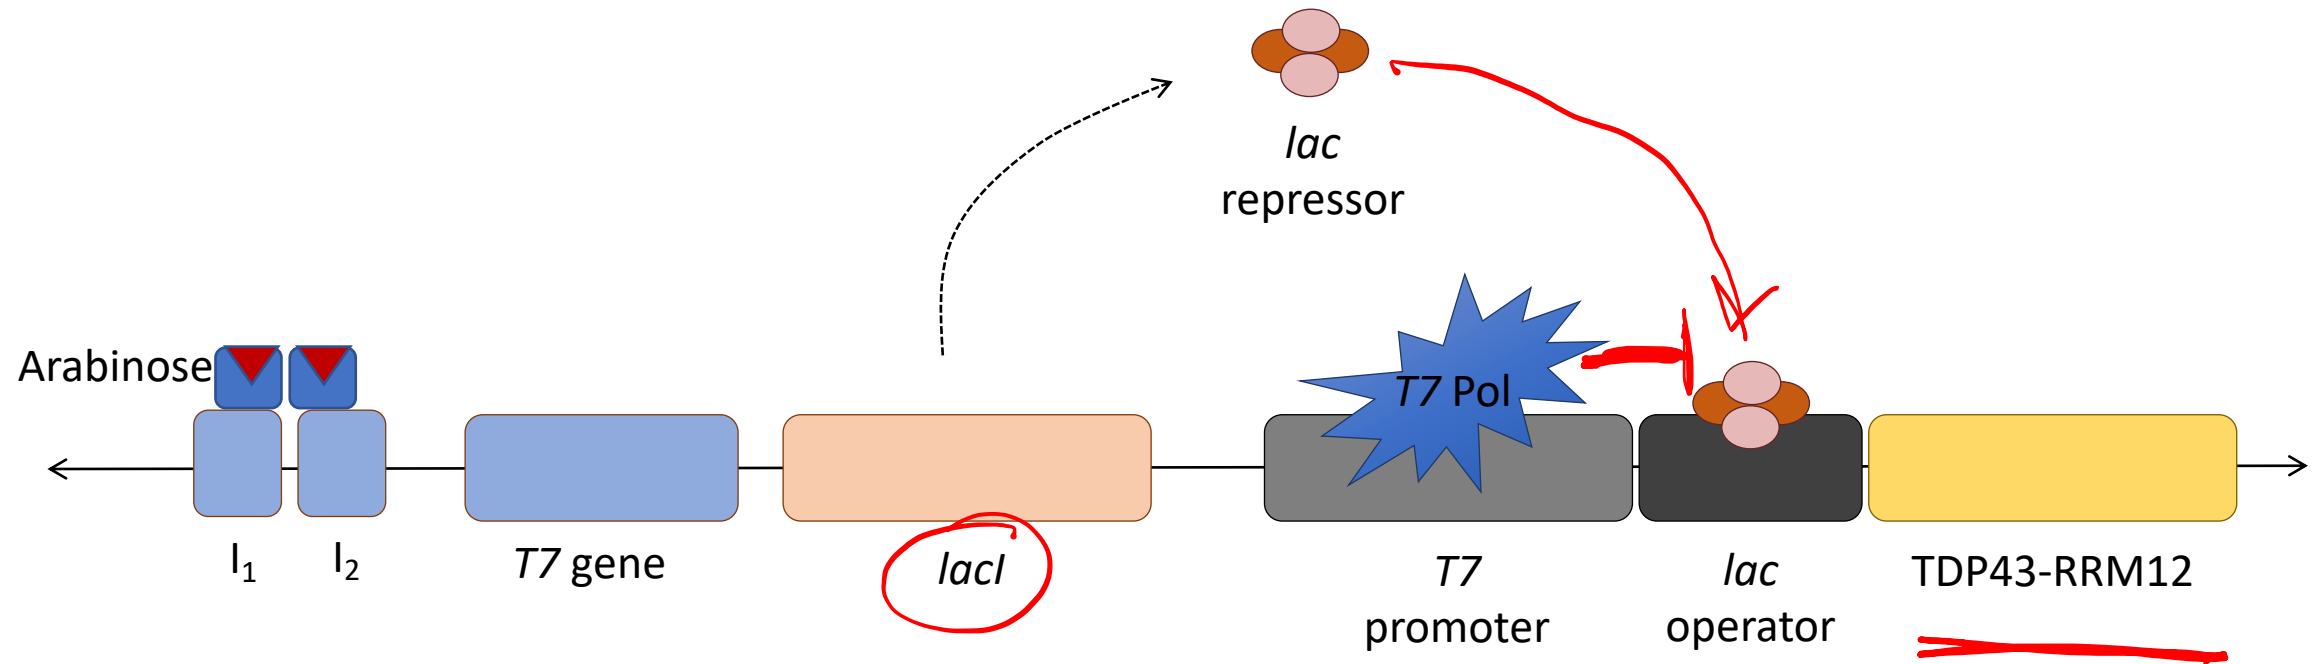 lac
repressor
Arabinose
T7 Pol
I₁
I₂
T7 gene
lacI
T7
promoter
lac
operator
TDP43-RRM12